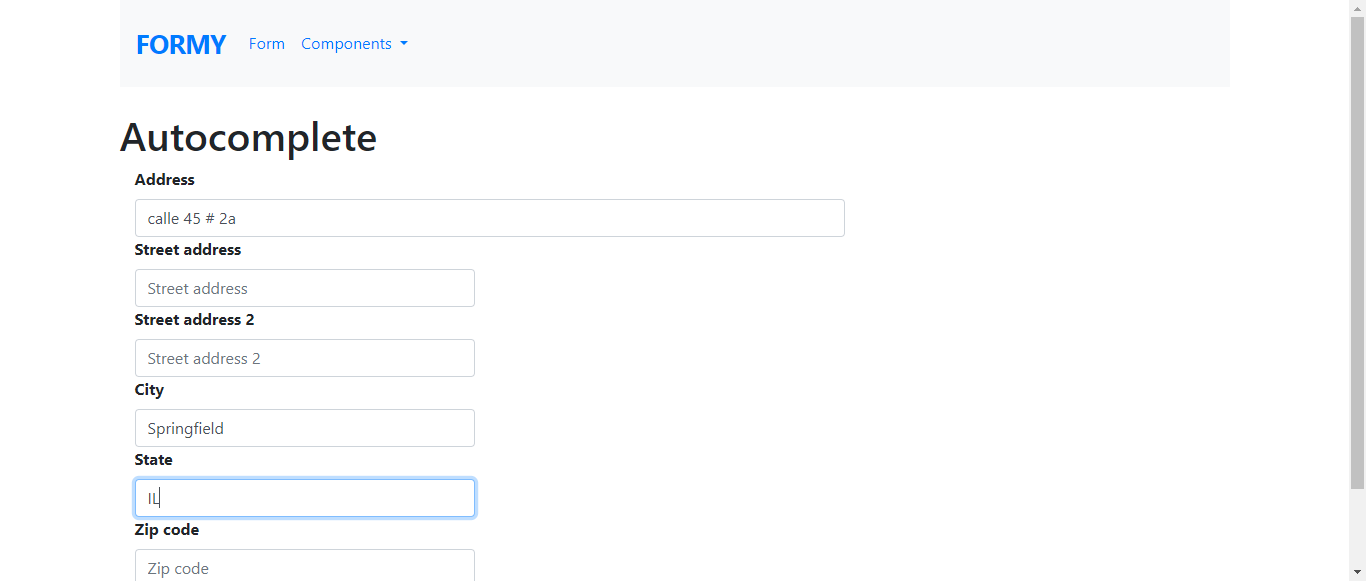 FORMY Form Components
Autocomplete
Address
calle 45 # 2a
Street address
Street address
Street address 2
Street address 2
City
Springfield
State
IL
Zip code
Zip code